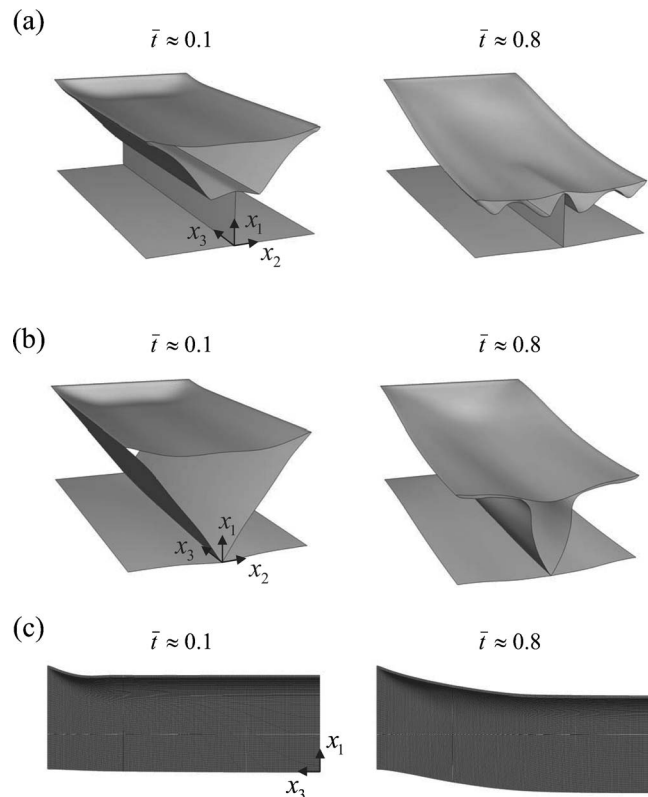 (a)
t̄ ≈ 0.1
t̄ ≈ 0.8
x₁
x₃
x₂
(b)
t̄ ≈ 0.1
t̄ ≈ 0.8
x₁
x₃
x₂
(c)
t̄ ≈ 0.1
t̄ ≈ 0.8
x₁
x₃